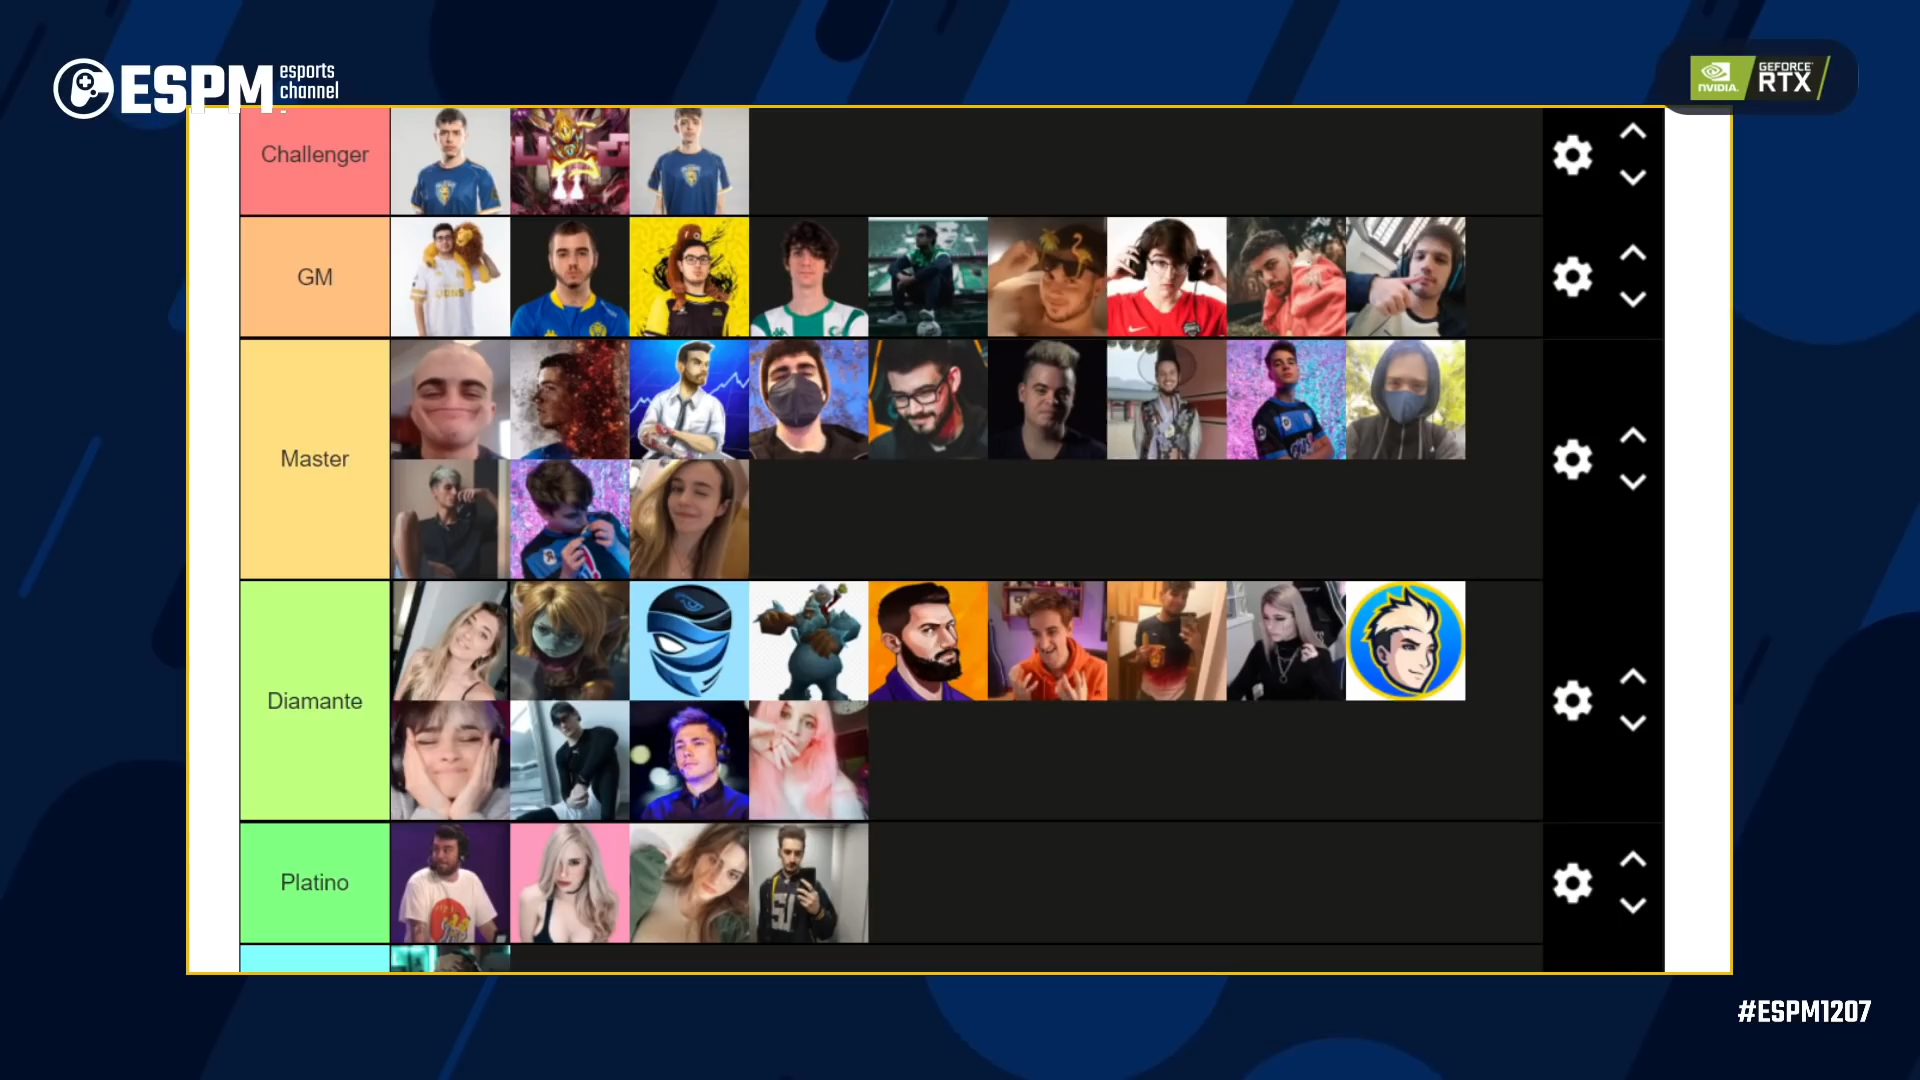 ESPM esports
channel
NVIDIA. GEFORCE
RTX
Challenger
GM
Master
Diamante
Platino
#ESPM1207